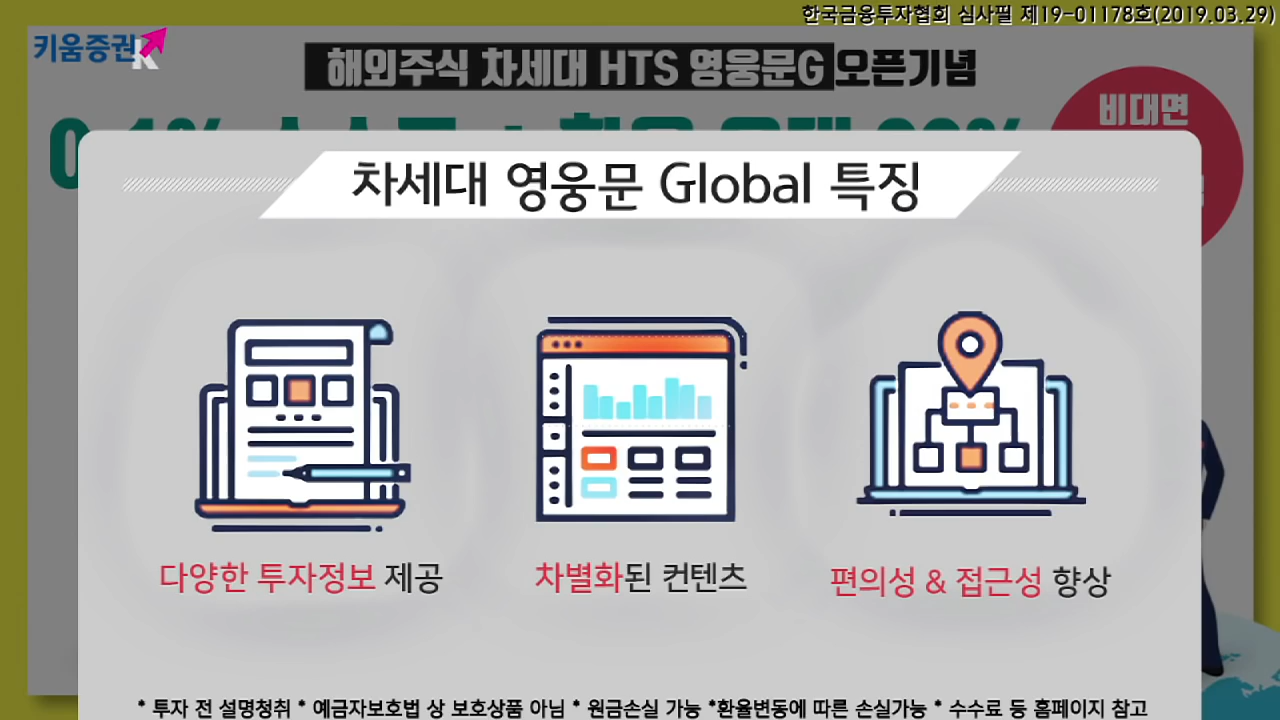 한국금융투자협회 심사필 제19-01178호(2019.03.29)
키움증권
해외주식 차세대 HTS 영웅문G 오픈기념
비대면
차세대 영웅문 Global 특징
다양한 투자정보 제공
차별화된 컨텐츠
편의성 & 접근성 향상
* 투자 전 설명청취 * 예금자보호법 상 보호상품 아님 * 원금손실 가능 *환율변동에 따른 손실가능 * 수수료 등 홈페이지 참고